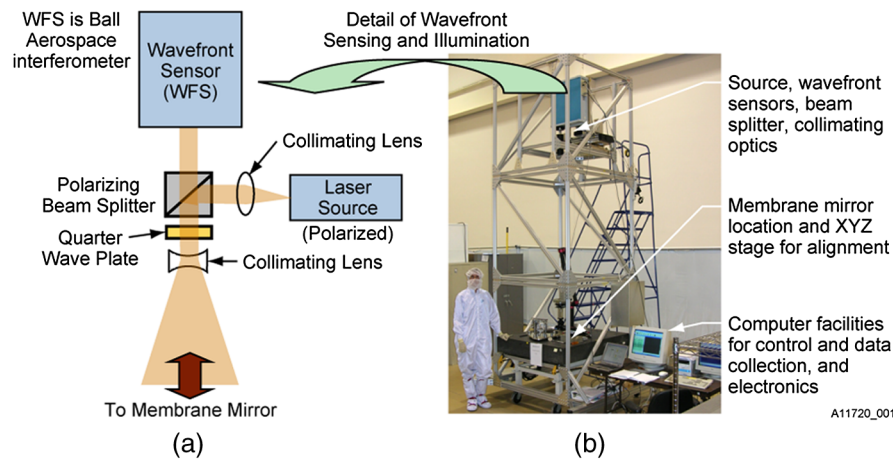 WFS is Ball
Aerospace
interferometer
Wavefront
Sensor
(WFS)
Detail of Wavefront
Sensing and Illumination
Collimating Lens
Polarizing
Beam Splitter
Laser
Source
(Polarized)
Quarter
Wave Plate
Collimating Lens
To Membrane Mirror
(a)
Source, wavefront
sensors, beam
splitter, collimating
optics
Membrane mirror
location and XYZ
stage for alignment
Computer facilities
for control and data
collection, and
electronics
A11720_001
(b)